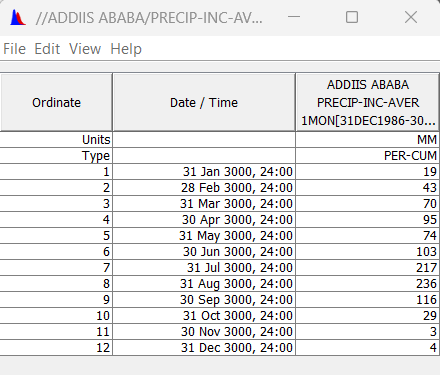 //ADDIIS ABABA/PRECIP-INC-AV...
File Edit View Help
Ordinate Date / Time ADDIIS ABABA
PRECIP-INC-AVER
1MON[31DEC1986-30...
Units MM
Type PER-CUM
1 31 Jan 3000, 24:00 19
2 28 Feb 3000, 24:00 43
3 31 Mar 3000, 24:00 70
4 30 Apr 3000, 24:00 95
5 31 May 3000, 24:00 74
6 30 Jun 3000, 24:00 103
7 31 Jul 3000, 24:00 217
8 31 Aug 3000, 24:00 236
9 30 Sep 3000, 24:00 116
10 31 Oct 3000, 24:00 29
11 30 Nov 3000, 24:00 3
12 31 Dec 3000, 24:00 4